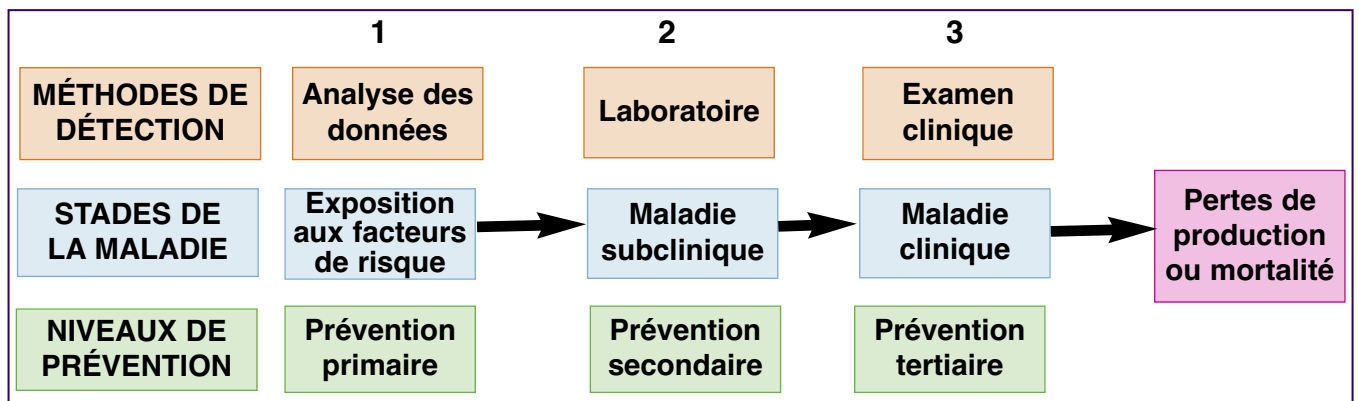 1
2
3
MÉTHODES DE
DÉTECTION
Analyse des
données
Laboratoire
Examen
clinique
STADES DE
LA MALADIE
Exposition
aux facteurs
de risque
Maladie
subclinique
Maladie
clinique
Pertes de
production
ou mortalité
NIVEAUX DE
PRÉVENTION
Prévention
primaire
Prévention
secondaire
Prévention
tertiaire